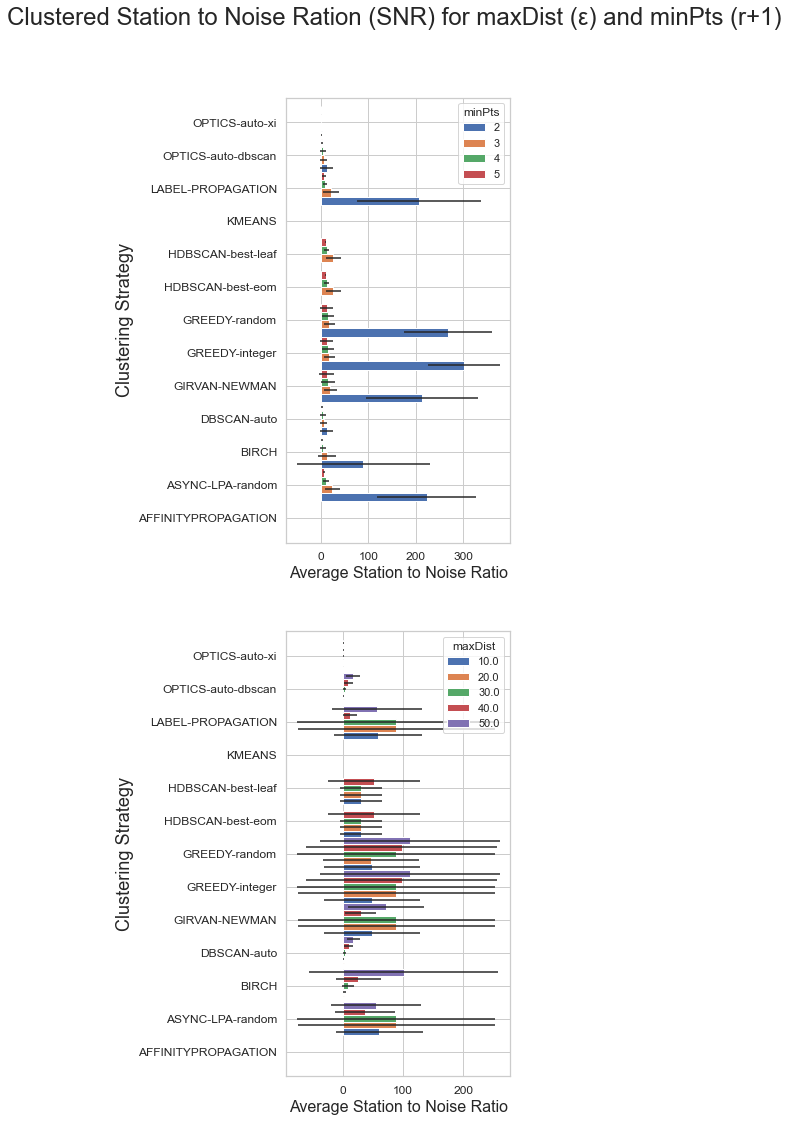 Clustered Station to Noise Ration (SNR) for maxDist (ε) and minPts (r+1)
minPts
2
3
4
5
OPTICS-auto-xi
OPTICS-auto-dbscan
LABEL-PROPAGATION
KMEANS
HDBSCAN-best-leaf
HDBSCAN-best-eom
GREEDY-random
GREEDY-integer
GIRVAN-NEWMAN
DBSCAN-auto
BIRCH
ASYNC-LPA-random
AFFINITYPROPAGATION
Clustering Strategy
0 100 200 300
Average Station to Noise Ratio
maxDist
10.0
20.0
30.0
40.0
50.0
OPTICS-auto-xi
OPTICS-auto-dbscan
LABEL-PROPAGATION
KMEANS
HDBSCAN-best-leaf
HDBSCAN-best-eom
GREEDY-random
GREEDY-integer
GIRVAN-NEWMAN
DBSCAN-auto
BIRCH
ASYNC-LPA-random
AFFINITYPROPAGATION
Clustering Strategy
0 100 200
Average Station to Noise Ratio